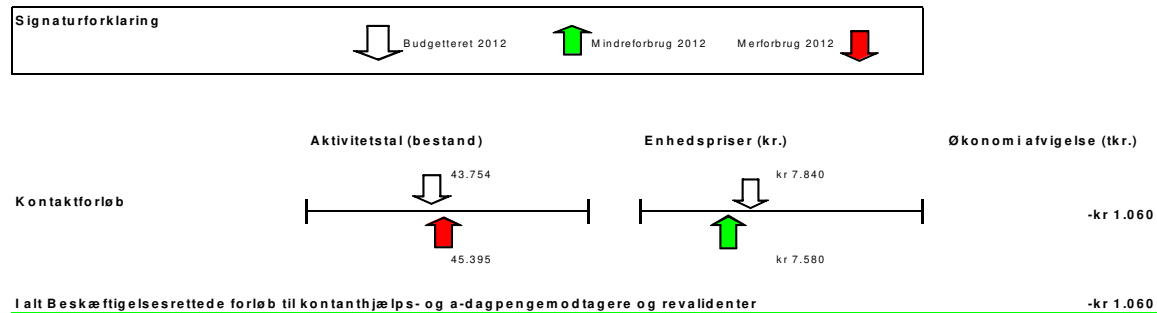 Signaturforklaring
Budgetteret 2012 Mindreforbrug 2012 Merforbrug 2012
Aktivitetstal (bestand) Enhedspriser (kr.) Økonomiafvigelse (tkr.)
43.754 kr 7.840
Kontaktforløb -kr 1.060
45.395 kr 7.580
I alt Beskæftigelsesrettede forløb til kontanthjælps- og a-dagpengemodtagere og revalidenter -kr 1.060